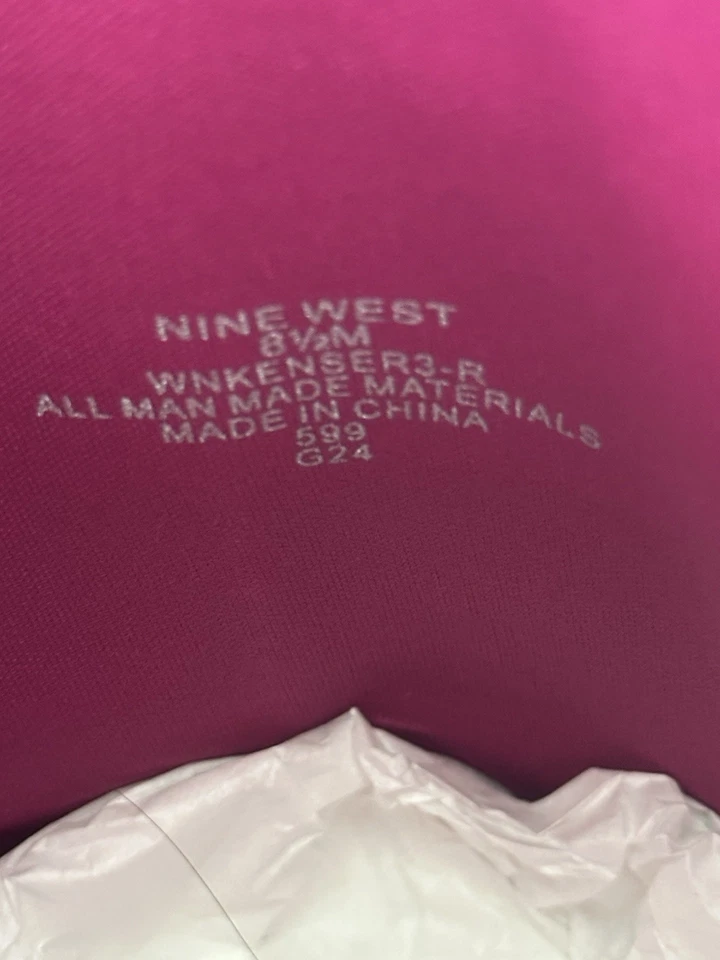 NINE WEST
8½M
WNKENSER3-R
ALL MAN MADE MATERIALS
MADE IN CHINA
599
G24